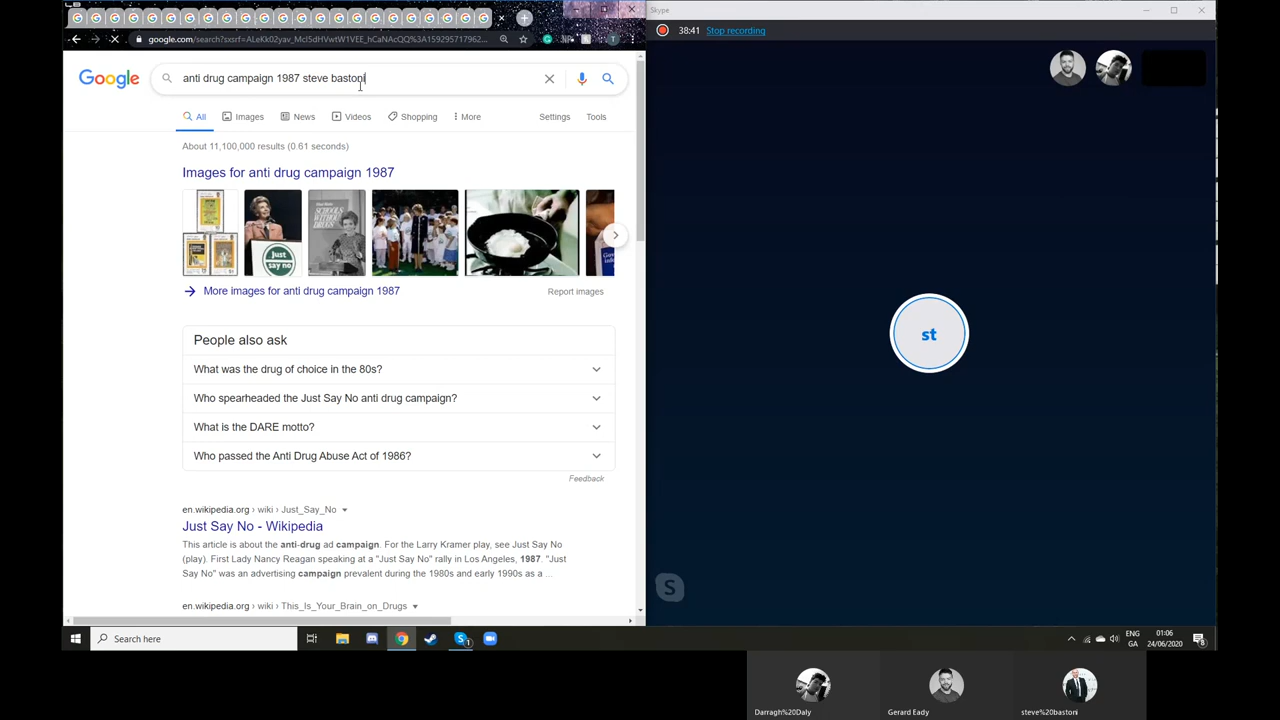 google.com/search?sxsrf=ALeKk02yav_McI5dHVwtW1VEE_hCaNAcQQ%3A159295717962...
Google
anti drug campaign 1987 steve bastoni
All Images News Videos Shopping More Settings Tools
About 11,100,000 results (0.61 seconds)
Images for anti drug campaign 1987
Just say no
SCHOOLS WITHOUT DRUGS
More images for anti drug campaign 1987
Report images
People also ask
What was the drug of choice in the 80s?
Who spearheaded the Just Say No anti drug campaign?
What is the DARE motto?
Who passed the Anti Drug Abuse Act of 1986?
Feedback
en.wikipedia.org › wiki › Just_Say_No
Just Say No - Wikipedia
This article is about the anti-drug ad campaign. For the Larry Kramer play, see Just Say No
(play). First Lady Nancy Reagan speaking at a "Just Say No" rally in Los Angeles, 1987. "Just
Say No" was an advertising campaign prevalent during the 1980s and early 1990s as a ...
en.wikipedia.org › wiki › This_Is_Your_Brain_on_Drugs
Skype
38:41 Stop recording
st
S
Search here
ENG
GA
01:06
24/06/2020
Darragh%20Daly
Gerard Eady
steve%20bastoni